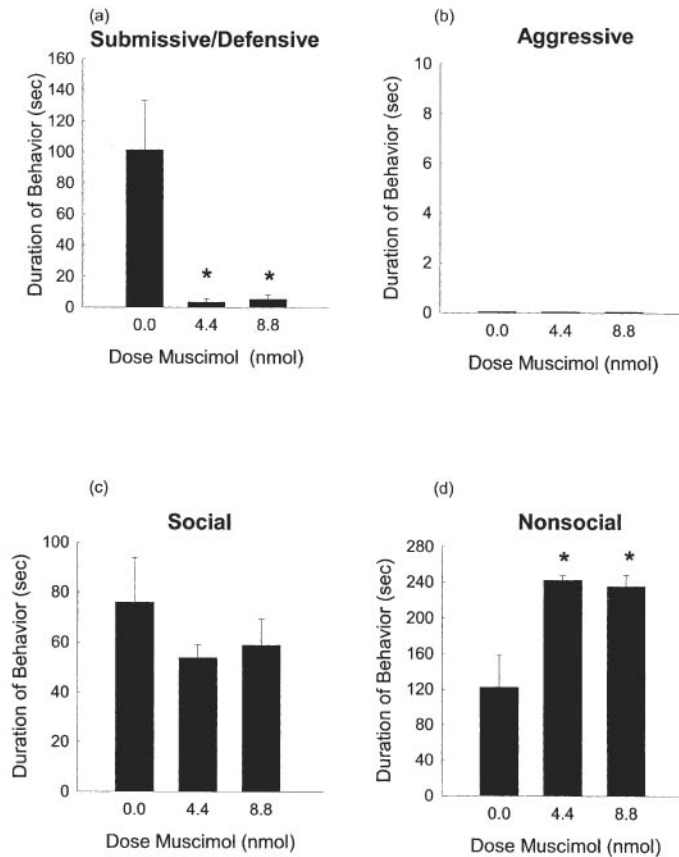 (a)
Submissive/Defensive
Duration of Behavior (sec)
160
140
120
100
80
60
40
20
0
*
*
0.0 4.4 8.8
Dose Muscimol (nmol)
(b)
Aggressive
Duration of Behavior (sec)
10
8
6
4
2
0
0.0 4.4 8.8
Dose Muscimol (nmol)
(c)
Social
Duration of Behavior (sec)
100
80
60
40
20
0
0.0 4.4 8.8
Dose Muscimol (nmol)
(d)
Nonsocial
Duration of Behavior (sec)
280
240
200
160
120
80
40
0
*
*
0.0 4.4 8.8
Dose Muscimol (nmol)